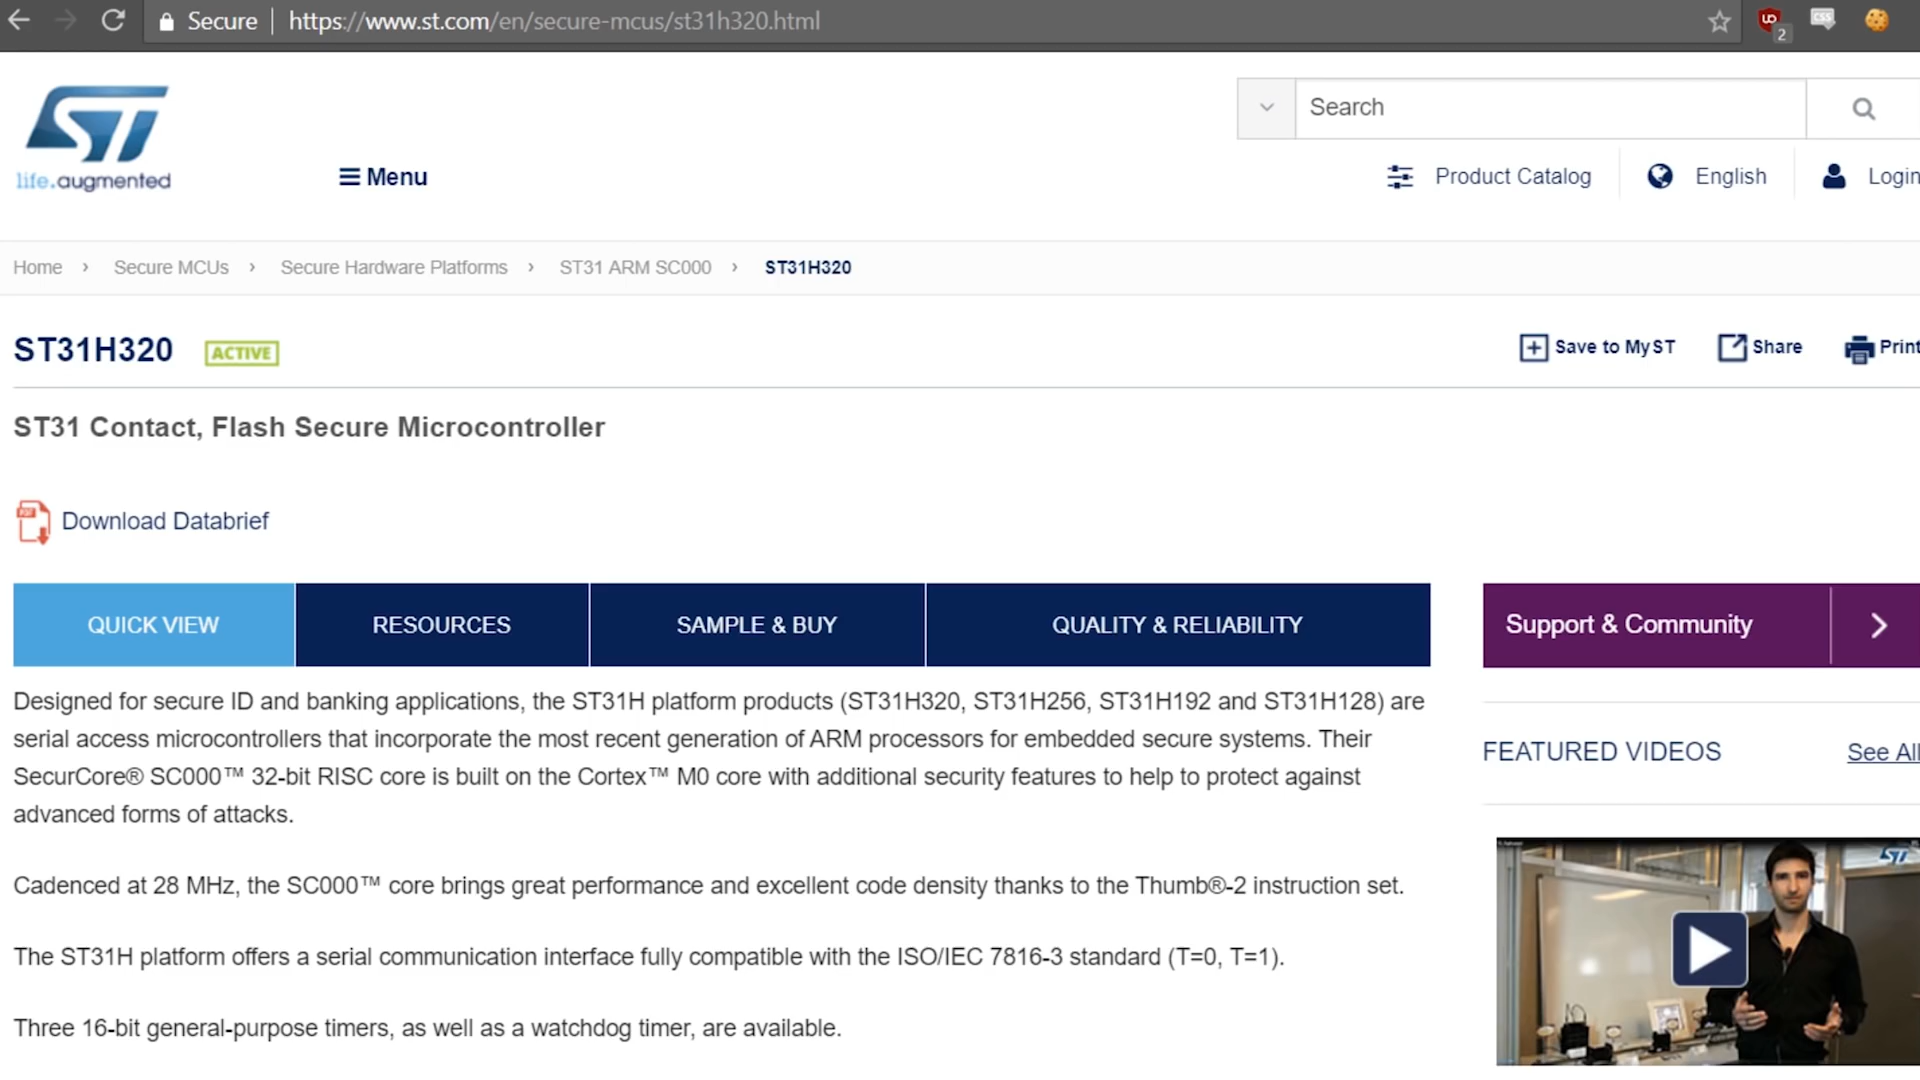 Secure https://www.st.com/en/secure-mcus/st31h320.html
UD
2
CSS
ST
life.augmented
Search
Menu
Product Catalog
English
Login
Home › Secure MCUs › Secure Hardware Platforms › ST31 ARM SC000 › ST31H320
ST31H320 ACTIVE
Save to MyST
Share
Print
ST31 Contact, Flash Secure Microcontroller
PDF
Download Databrief
QUICK VIEW
RESOURCES
SAMPLE & BUY
QUALITY & RELIABILITY
Support & Community
Designed for secure ID and banking applications, the ST31H platform products (ST31H320, ST31H256, ST31H192 and ST31H128) are
serial access microcontrollers that incorporate the most recent generation of ARM processors for embedded secure systems. Their
SecurCore® SC000™ 32-bit RISC core is built on the Cortex™ M0 core with additional security features to help to protect against
advanced forms of attacks.
Cadenced at 28 MHz, the SC000™ core brings great performance and excellent code density thanks to the Thumb®-2 instruction set.
The ST31H platform offers a serial communication interface fully compatible with the ISO/IEC 7816-3 standard (T=0, T=1).
Three 16-bit general-purpose timers, as well as a watchdog timer, are available.
FEATURED VIDEOS
See All
ST